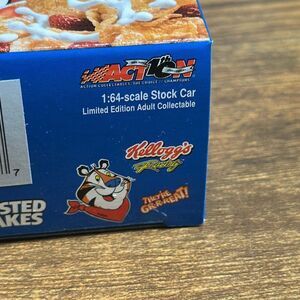 ACTION
ACTION COLLECTABLES, THE CHOICE OF CHAMPIONS
1:64-scale Stock Car
Limited Edition Adult Collectable
7
Kellogg's
Racing
STED
AKES
THEY'RE
GR-R-REAT!